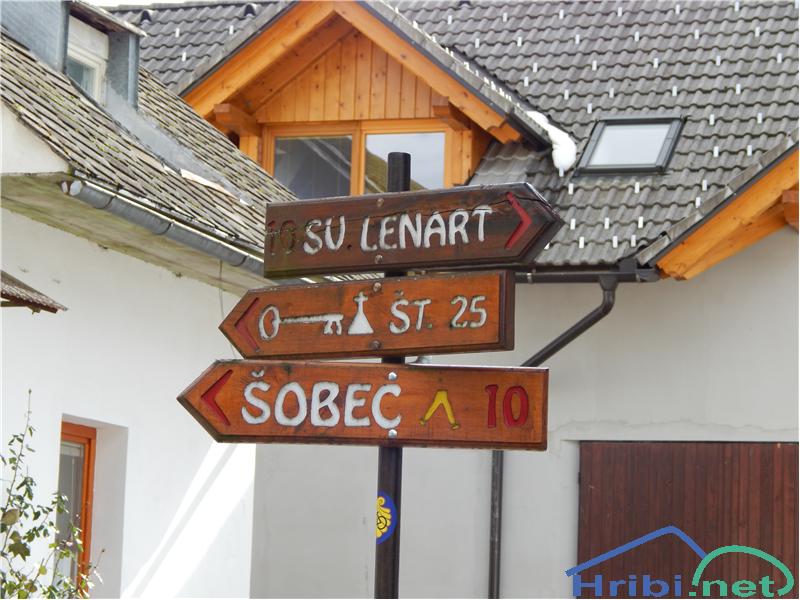 10 SV. LENART
ŠT. 25
ŠOBEC 10
Hribi.net